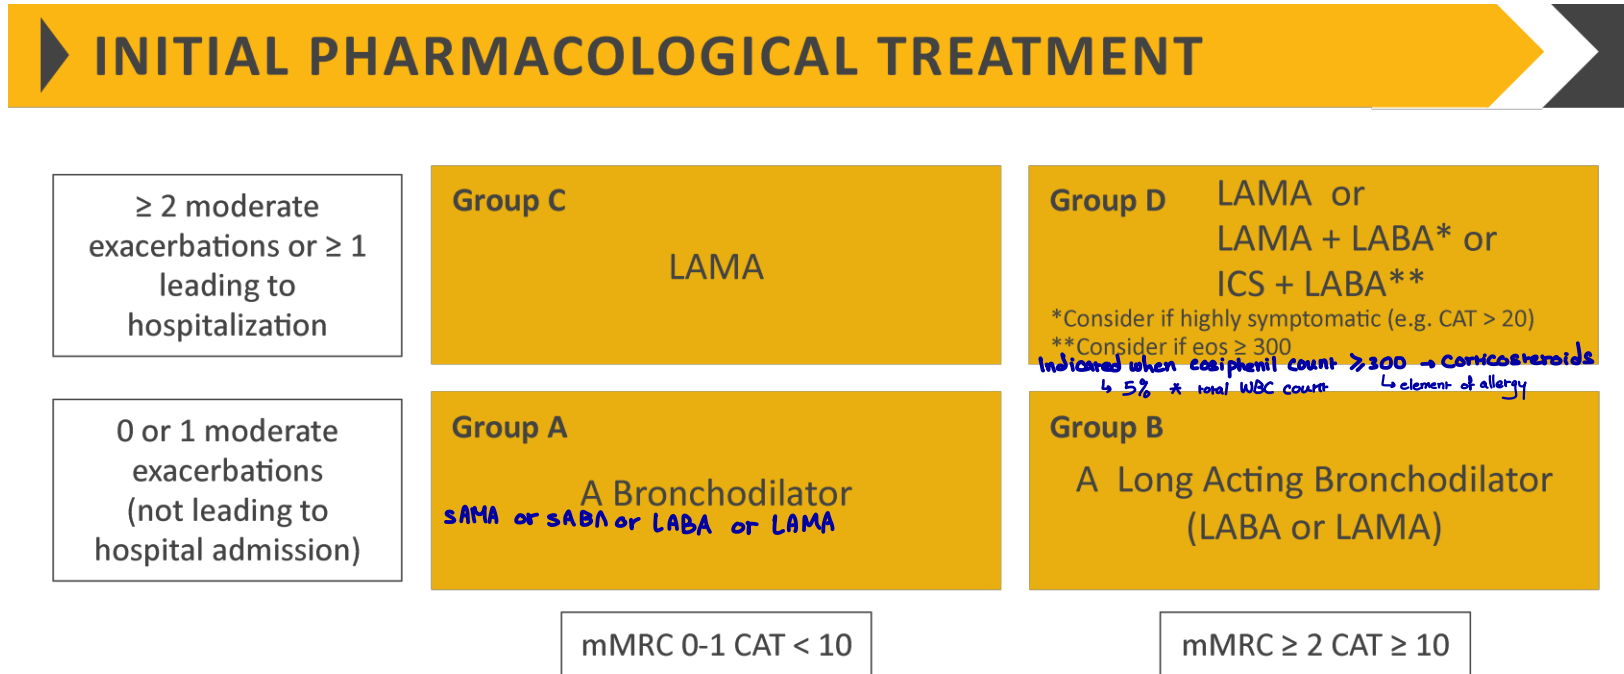 INITIAL PHARMACOLOGICAL TREATMENT
≥ 2 moderate
exacerbations or ≥ 1
leading to
hospitalization
Group C
LAMA
Group D
LAMA or
LAMA + LABA* or
ICS + LABA**
*Consider if highly symptomatic (e.g. CAT > 20)
**Consider if eos ≥ 300
Indicated when eosiphenil count ≥300 → corticosteroids
↳ 5% * total WBC count
↳ element of allergy
0 or 1 moderate
exacerbations
(not leading to
hospital admission)
Group A
A Bronchodilator
SAMA or SABA or LABA or LAMA
Group B
A Long Acting Bronchodilator
(LABA or LAMA)
mMRC 0-1 CAT < 10
mMRC ≥ 2 CAT ≥ 10